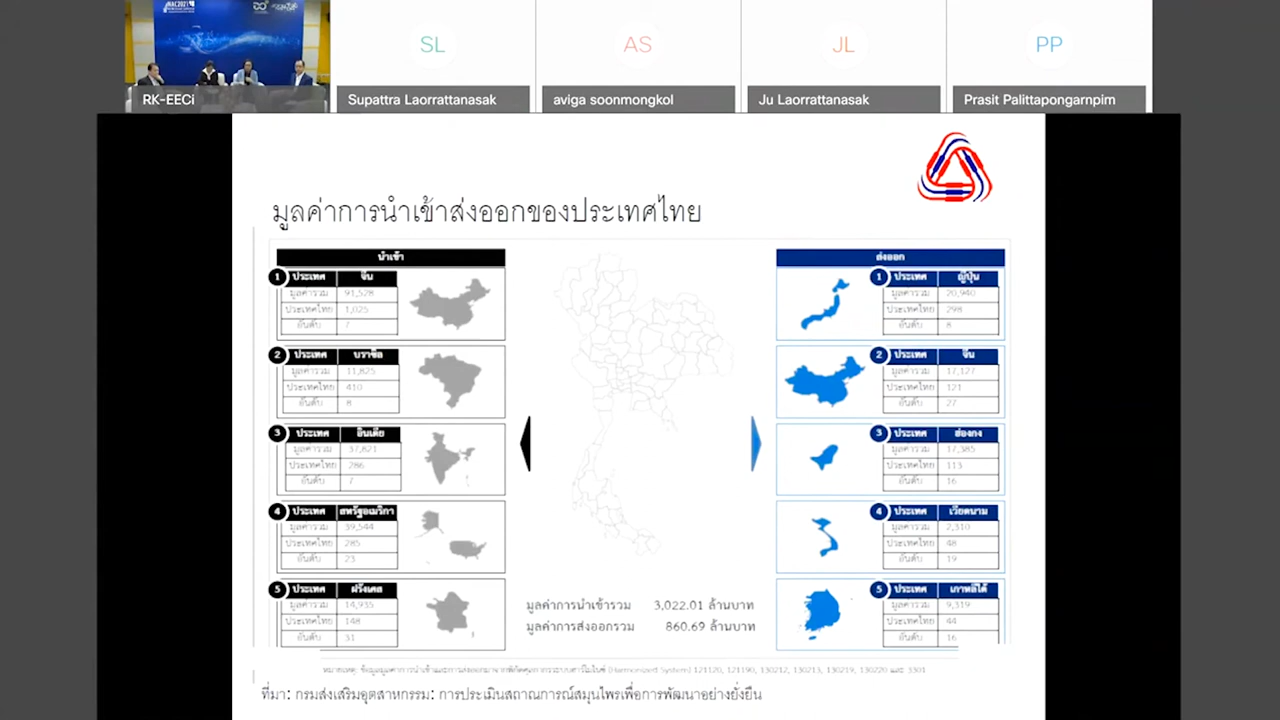 RK-EECi
SL
Supattra Laorrattanasak
AS
aviga soonmongkol
JL
Ju Laorrattanasak
PP
Prasit Palittapongarnpim
มูลค่าการนำเข้าส่งออกของประเทศไทย
นำเข้า
1 ประเทศ จีน
มูลค่ารวม 91,528
ประเทศไทย 1,025
อันดับ 7
2 ประเทศ บราซิล
มูลค่ารวม 11,825
ประเทศไทย 410
อันดับ 8
3 ประเทศ อินเดีย
มูลค่ารวม 37,821
ประเทศไทย 286
อันดับ 7
4 ประเทศ สหรัฐอเมริกา
มูลค่ารวม 39,544
ประเทศไทย 285
อันดับ 23
5 ประเทศ ฝรั่งเศส
มูลค่ารวม 14,935
ประเทศไทย 148
อันดับ 31
มูลค่าการนำเข้ารวม 3,022.01 ล้านบาท
มูลค่าการส่งออกรวม 860.69 ล้านบาท
ส่งออก
1 ประเทศ ญี่ปุ่น
มูลค่ารวม 20,940
ประเทศไทย 298
อันดับ 8
2 ประเทศ จีน
มูลค่ารวม 17,127
ประเทศไทย 121
อันดับ 27
3 ประเทศ ฮ่องกง
มูลค่ารวม 17,385
ประเทศไทย 113
อันดับ 16
4 ประเทศ เวียดนาม
มูลค่ารวม 2,310
ประเทศไทย 48
อันดับ 19
5 ประเทศ เกาหลีใต้
มูลค่ารวม 9,319
ประเทศไทย 44
อันดับ 16
(Harmonized System) 121120, 121190, 130212, 130213, 130219, 130220 และ 3301
ที่มา: กรมส่งเสริมอุตสาหกรรม: การประเมินสถาณการณ์สมุนไพรเพื่อการพัฒนาอย่างยั่งยืน